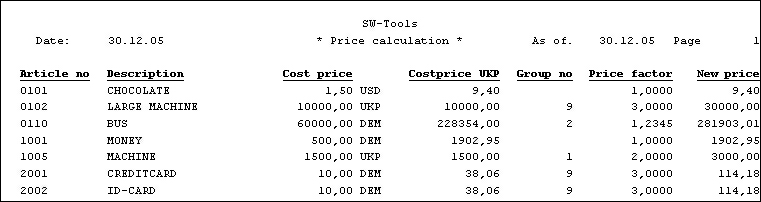 SW-Tools
Date: 30.12.05 * Price calculation * As of. 30.12.05 Page 1
Article no Description Cost price Costprice UKP Group no Price factor New price
0101 CHOCOLATE 1,50 USD 9,40 1,0000 9,40
0102 LARGE MACHINE 10000,00 UKP 10000,00 9 3,0000 30000,00
0110 BUS 60000,00 DEM 228354,00 2 1,2345 281903,01
1001 MONEY 500,00 DEM 1902,95 1,0000 1902,95
1005 MACHINE 1500,00 UKP 1500,00 1 2,0000 3000,00
2001 CREDITCARD 10,00 DEM 38,06 9 3,0000 114,18
2002 ID-CARD 10,00 DEM 38,06 9 3,0000 114,18